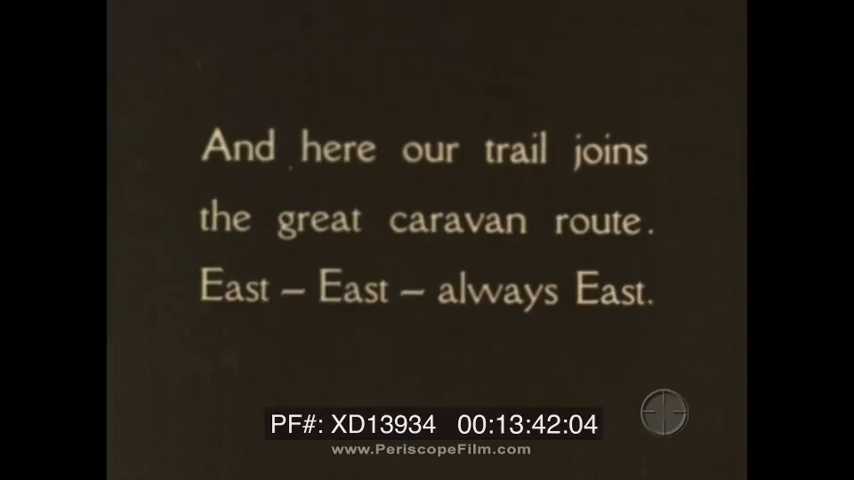 And here our trail joins
the great caravan route.
East – East – always East.
PF#: XD13934 00:13:42:04
www.PeriscopeFilm.com